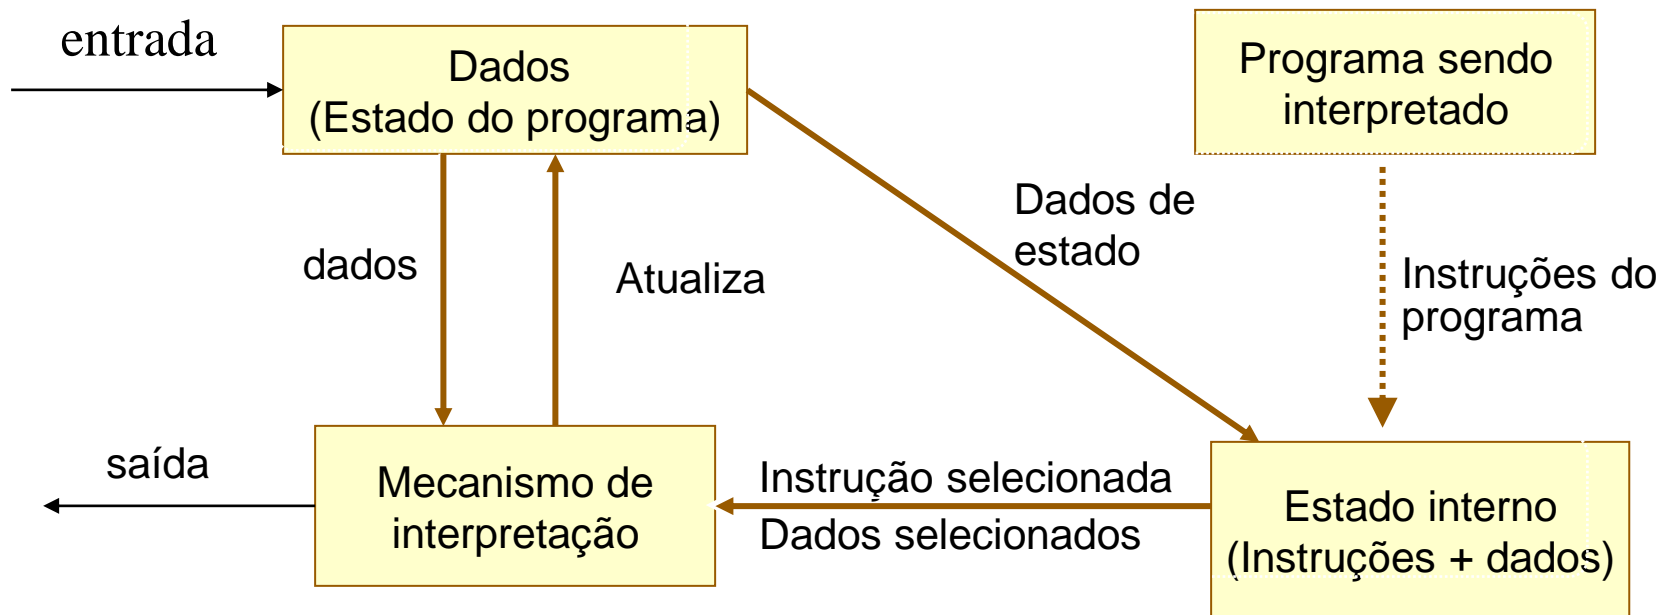 entrada
Dados
(Estado do programa)
Programa sendo
interpretado
Dados de
estado
dados
Atualiza
Instruções do
programa
saída
Mecanismo de
interpretação
Instrução selecionada
Dados selecionados
Estado interno
(Instruções + dados)